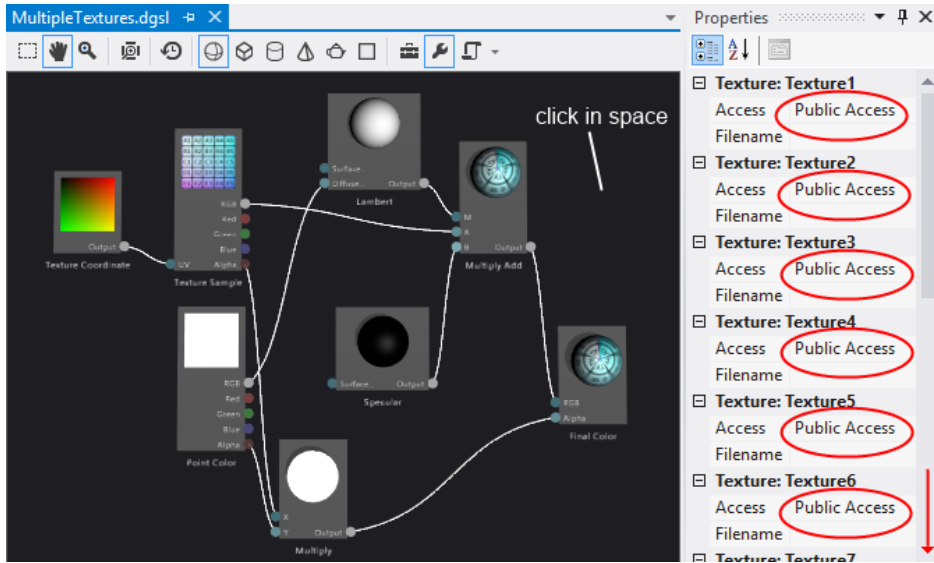 MultipleTextures.dgsl
Properties
click in space
Surface..
Diffuse..
Output
Lambert
RGB
Red
Green
Blue
UV
Alpha
Texture Sample
Output
Texture Coordinate
M
A
B
Output
Multiply Add
RGB
Red
Green
Blue
Alpha
Point Color
Surface..
Output
Specular
RGB
Alpha
Final Color
X
Y
Output
Multiply
Texture: Texture1
Access Public Access
Filename
Texture: Texture2
Access Public Access
Filename
Texture: Texture3
Access Public Access
Filename
Texture: Texture4
Access Public Access
Filename
Texture: Texture5
Access Public Access
Filename
Texture: Texture6
Access Public Access
Filename
Texture: Texture7